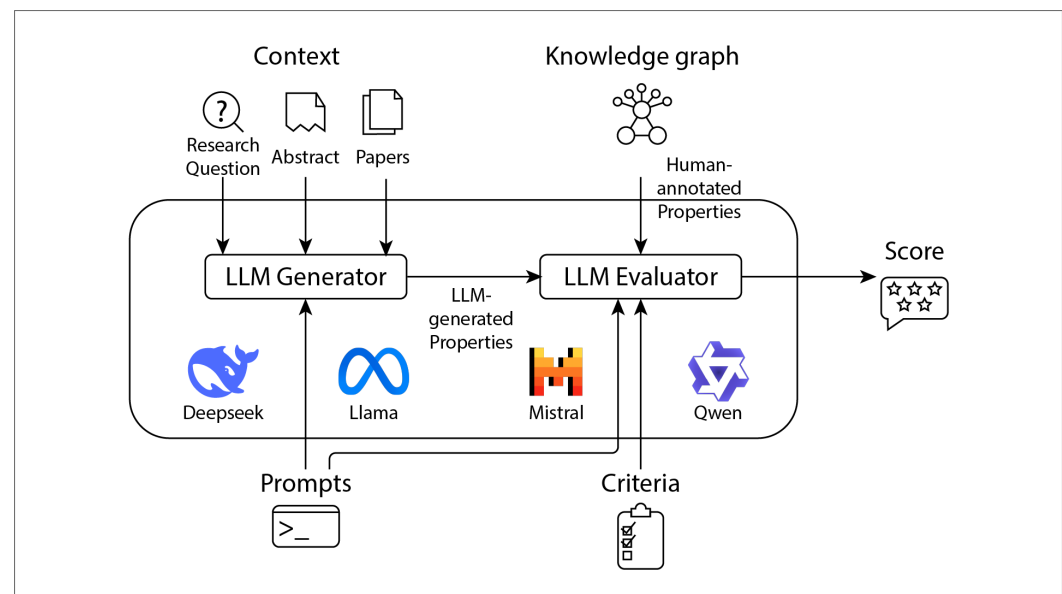 Context
Knowledge graph
?
Research
Question
Abstract
Papers
Human-
annotated
Properties
LLM Generator
LLM Evaluator
Score
LLM-
generated
Properties
Deepseek
Llama
Mistral
Qwen
Prompts
Criteria
>_